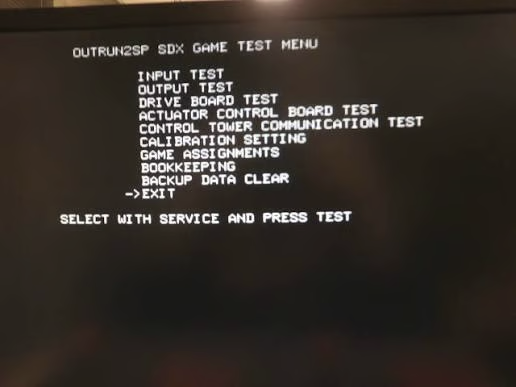 OUTRUN2SP SDX GAME TEST MENU
INPUT TEST
OUTPUT TEST
DRIVE BOARD TEST
ACTUATOR CONTROL BOARD TEST
CONTROL TOWER COMMUNICATION TEST
CALIBRATION SETTING
GAME ASSIGNMENTS
BOOKKEEPING
BACKUP DATA CLEAR
->EXIT
SELECT WITH SERVICE AND PRESS TEST